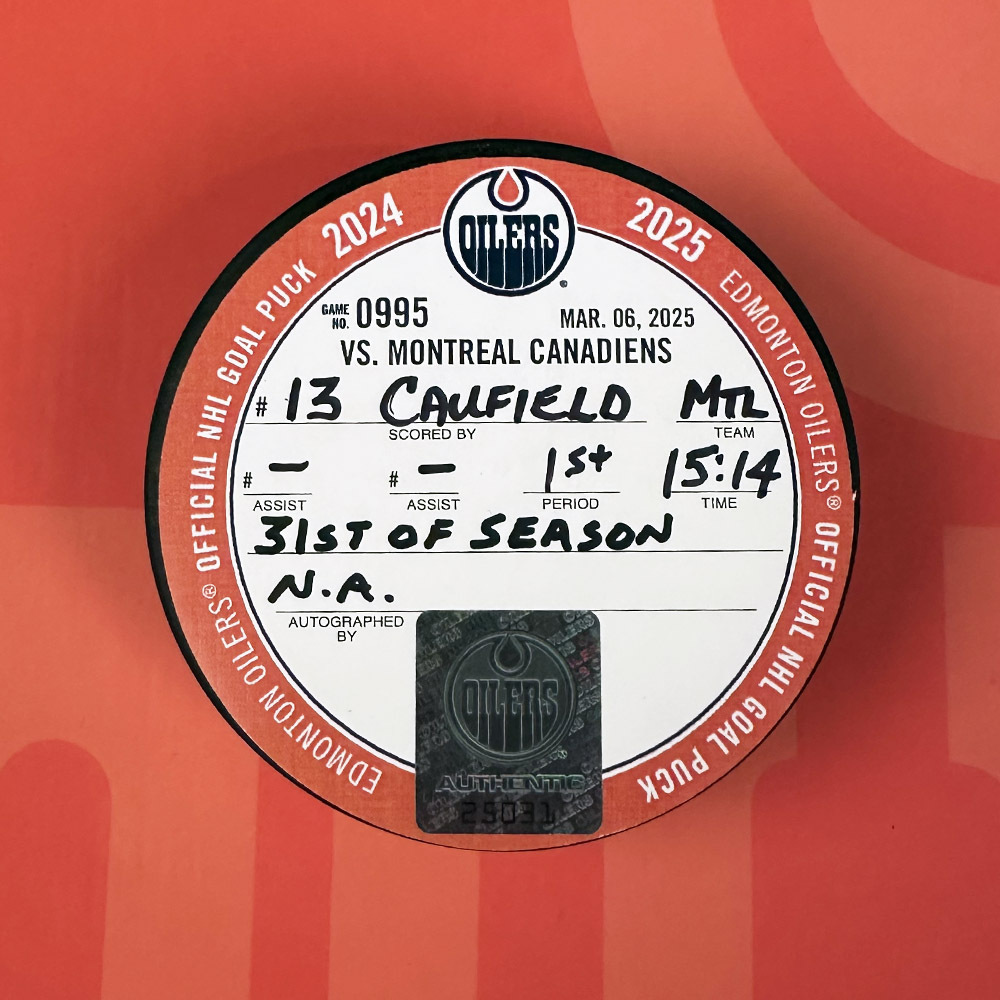 2024 2025
OILERS
OFFICIAL NHL GOAL PUCK
EDMONTON OILERS®
GAME NO. 0995 MAR. 06, 2025
VS. MONTREAL CANADIENS
# 13 CAUFIELD MTL
SCORED BY TEAM
# – # – 1st 15:14
ASSIST ASSIST PERIOD TIME
31ST OF SEASON
N.A.
AUTOGRAPHED
BY
EDMONTON OILERS®
OFFICIAL NHL GOAL PUCK
OILERS
AUTHENTIC